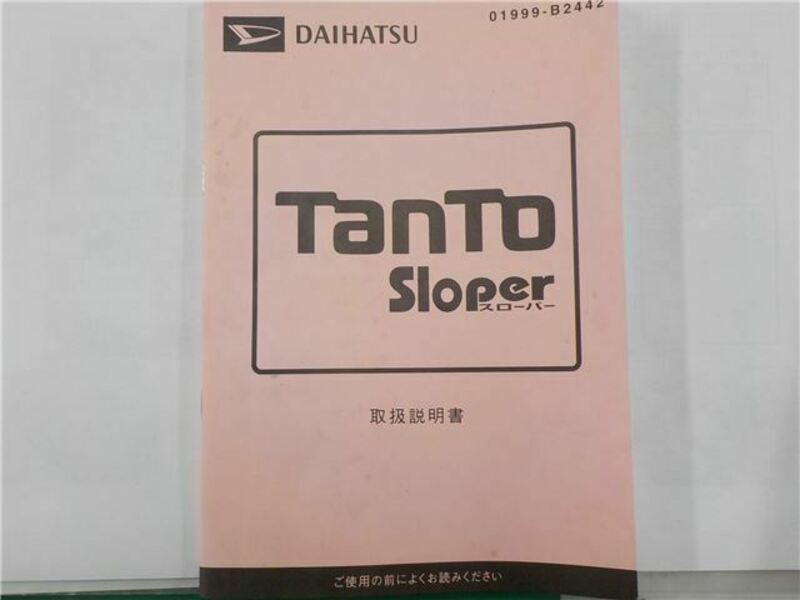 DAIHATSU
01999-B2442
TanTo
Sloper
スローパー
取扱説明書
ご使用の前によくお読みください